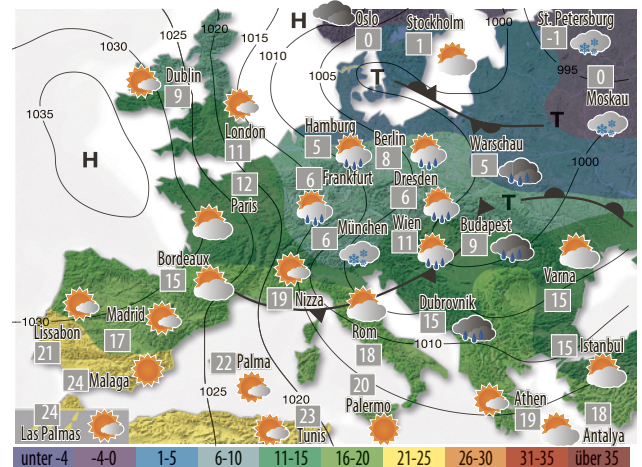 H
Oslo
0
Stockholm
1
St. Petersburg
-1
1000
995
0
Moskau
1030
1025
1020
1015
1010
1005
T
T
Dublin
9
1035
H
London
11
Hamburg
5
Berlin
8
Warschau
5
1000
12
Paris
6
Frankfurt
Dresden
6
T
6
München
Wien
11
Budapest
9
Bordeaux
15
19
Nizza
Varna
15
1030
Lissabon
21
Madrid
17
Dubrovnik
15
1010
Rom
18
15
Istanbul
24
Malaga
22
Palma
20
Palermo
1025
1020
24
Las Palmas
23
Tunis
Athen
19
18
Antalya
unter -4
-4-0
1-5
6-10
11-15
16-20
21-25
26-30
31-35
über 35